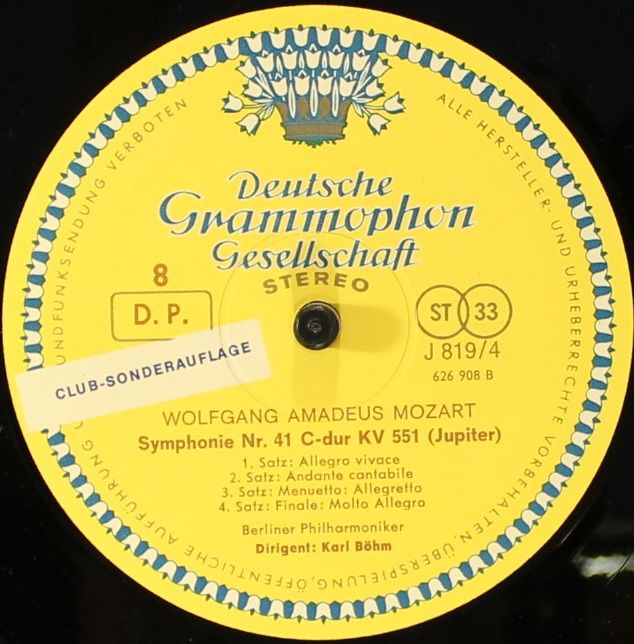 Deutsche
Grammophon
Gesellschaft
STEREO
8
D. P.
ST 33
J 819/4
626 908 B
CLUB-SONDERAUFLAGE
WOLFGANG AMADEUS MOZART
Symphonie Nr. 41 C-dur KV 551 (Jupiter)
1. Satz: Allegro vivace
2. Satz: Andante cantabile
3. Satz: Menuetto: Allegretto
4. Satz: Finale: Molto Allegro
Berliner Philharmoniker
Dirigent: Karl Böhm
ALLE HERSTELLER- UND URHEBERRECHTE VORBEHALTEN, ÜBERSPIELUNG, ÖFFENTLICHE AUFFÜHRUNG UNDFUNKSENDUNG VERBOTEN